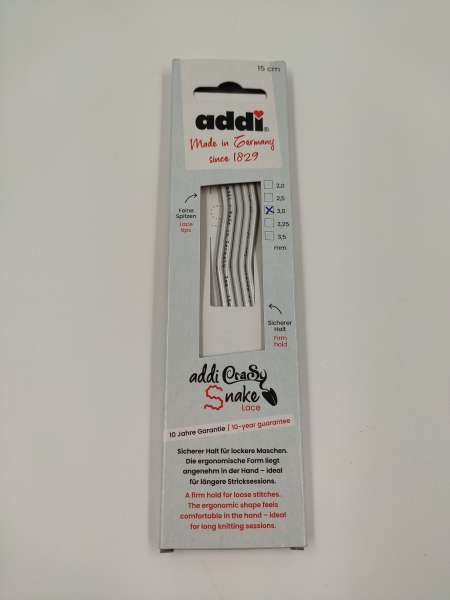 15 cm
addi®
Made in Germany
since 1829
Feine
Spitzen
Lace
tips
2,0
2,5
3,0
3,25
3,5
mm
Sicherer
Halt
Firm
hold
addi CraSy
Snake
Lace
10 Jahre Garantie | 10-year guarantee
Sicherer Halt für lockere Maschen.
Die ergonomische Form liegt
angenehm in der Hand – ideal
für längere Stricksessions.
A firm hold for loose stitches.
The ergonomic shape feels
comfortable in the hand – ideal
for long knitting sessions.